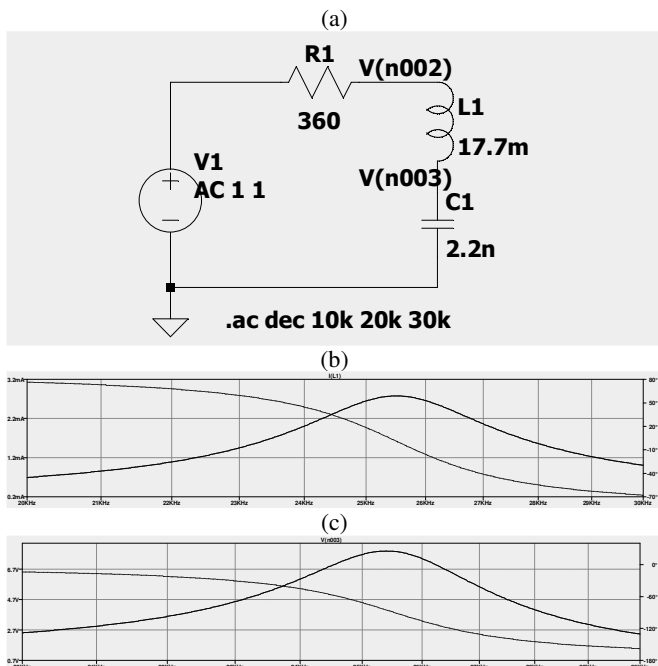 (a)
R1
V(n002)
360
L1
17.7m
V1
AC 1 1
V(n003)
C1
2.2n
.ac dec 10k 20k 30k
(b)
I(L1)
3.2mA
80°
50°
2.2mA
20°
-10°
1.2mA
-40°
0.2mA
-70°
20KHz 21KHz 22KHz 23KHz 24KHz 25KHz 26KHz 27KHz 28KHz 29KHz 30KHz
(c)
V(n003)
6.7V
0°
4.7V
-60°
2.7V
-120°
0.7V
-180°